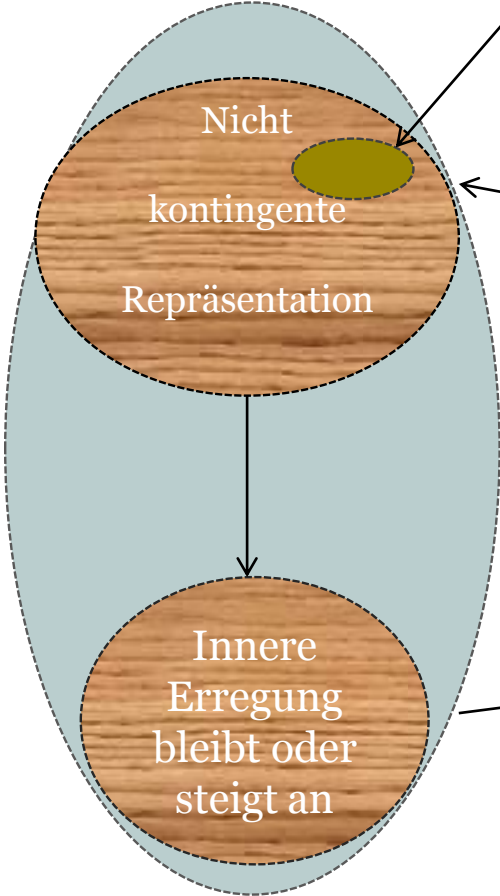 Nicht
kontingente
Repräsentation
Innere
Erregung
bleibt oder
steigt an